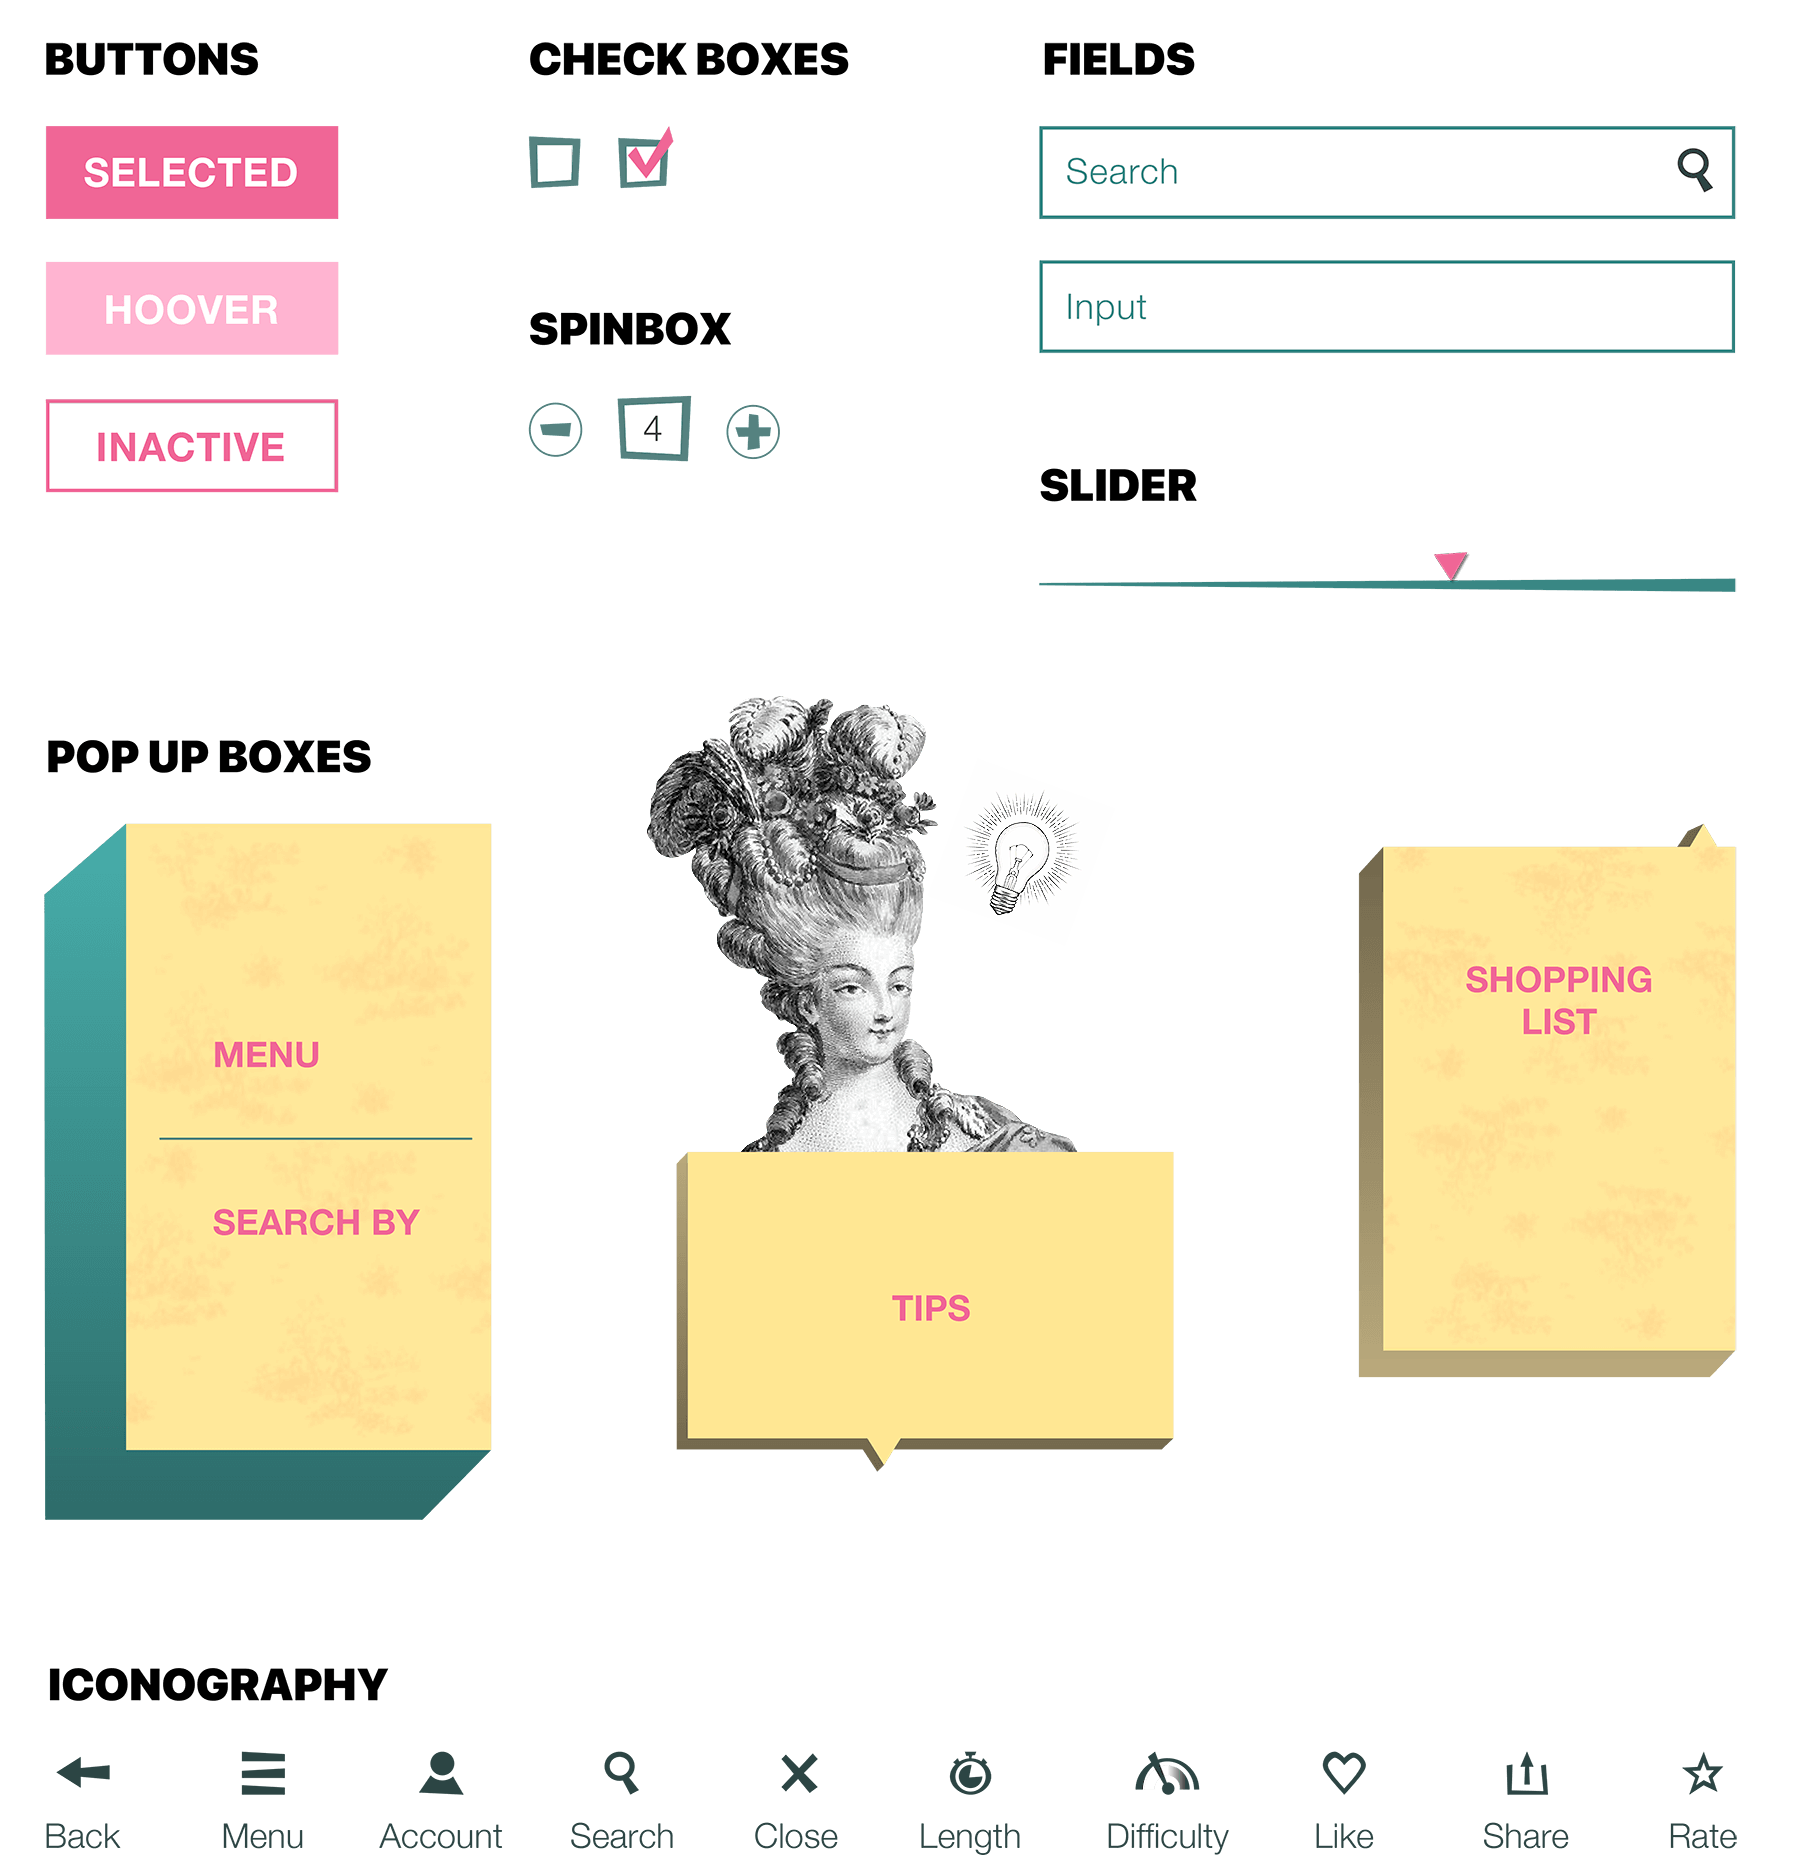 BUTTONS
SELECTED
HOOVER
INACTIVE
CHECK BOXES
SPINBOX
4
FIELDS
Search
Input
SLIDER
POP UP BOXES
MENU
SEARCH BY
TIPS
SHOPPING
LIST
ICONOGRAPHY
Back Menu Account Search Close Length Difficulty Like Share Rate